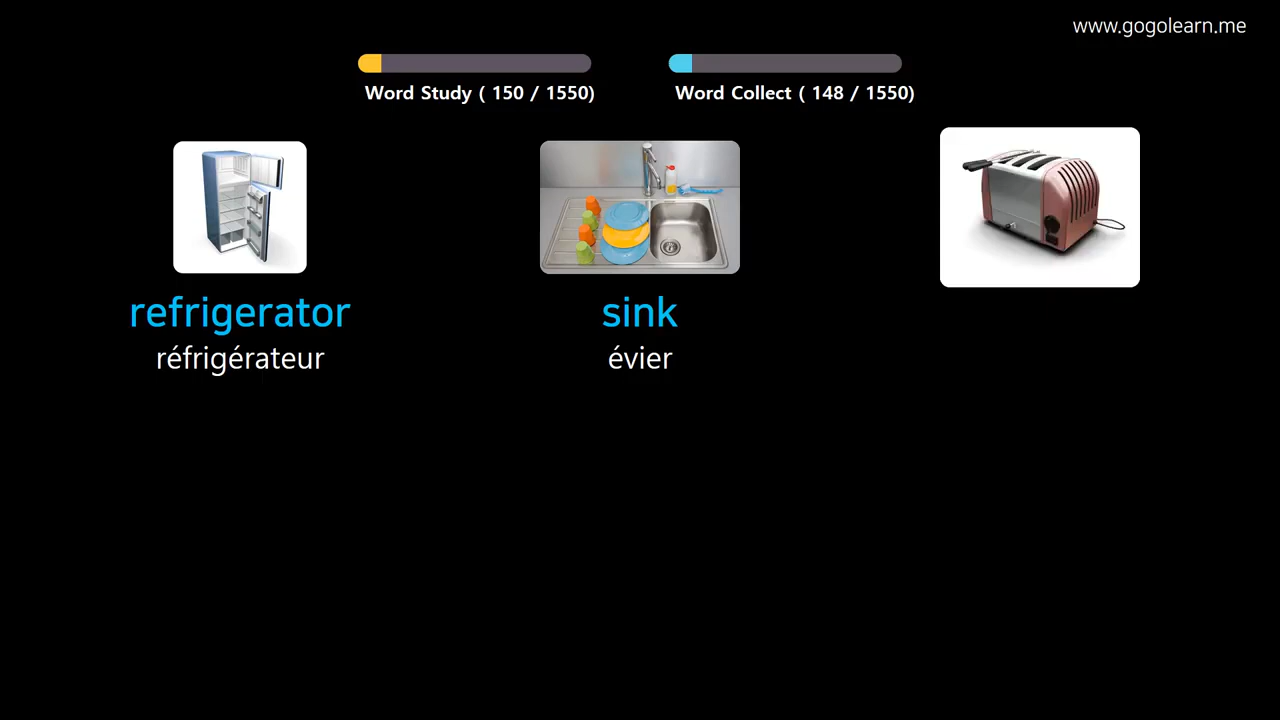 www.gogolearn.me
Word Study ( 150 / 1550)
Word Collect ( 148 / 1550)
refrigerator
réfrigérateur
sink
évier